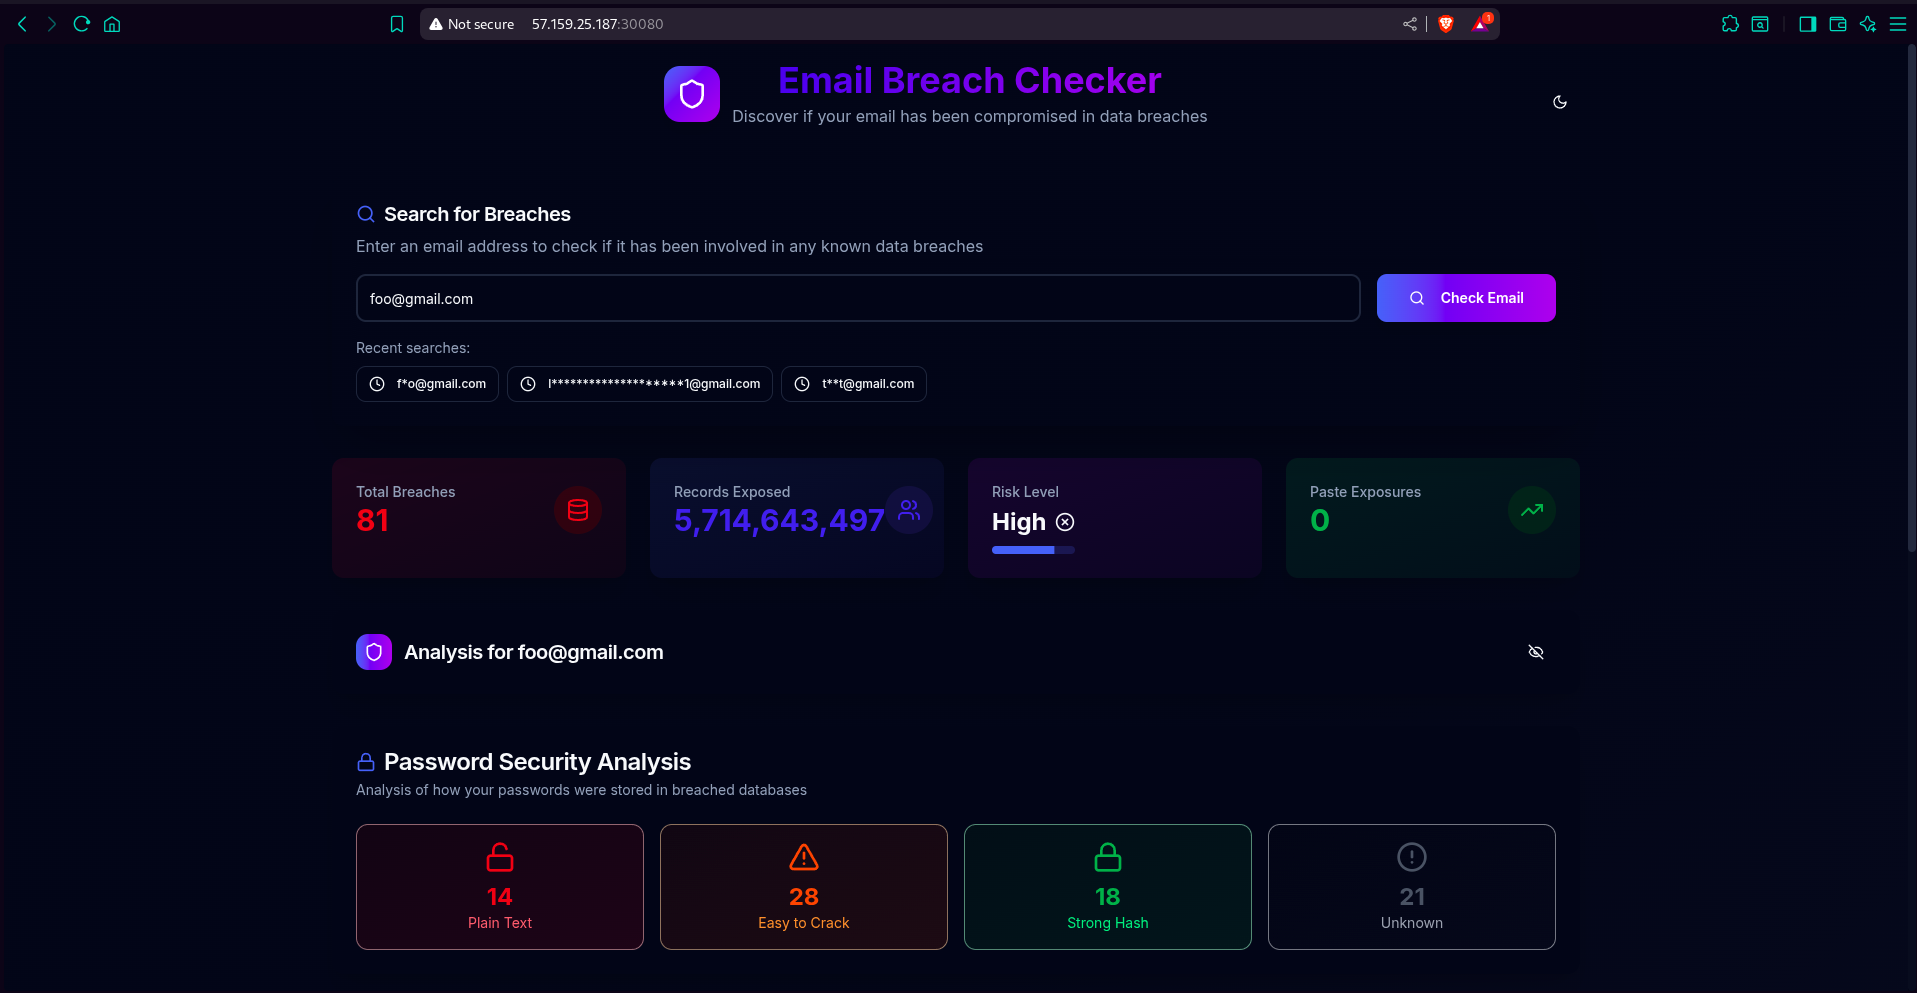 Not secure 57.159.25.187:30080
1
Email Breach Checker
Discover if your email has been compromised in data breaches
Search for Breaches
Enter an email address to check if it has been involved in any known data breaches
foo@gmail.com
Check Email
Recent searches:
f*o@gmail.com
l*********************1@gmail.com
t**t@gmail.com
Total Breaches
81
Records Exposed
5,714,643,497
Risk Level
High
Paste Exposures
0
Analysis for foo@gmail.com
Password Security Analysis
Analysis of how your passwords were stored in breached databases
14
Plain Text
28
Easy to Crack
18
Strong Hash
21
Unknown